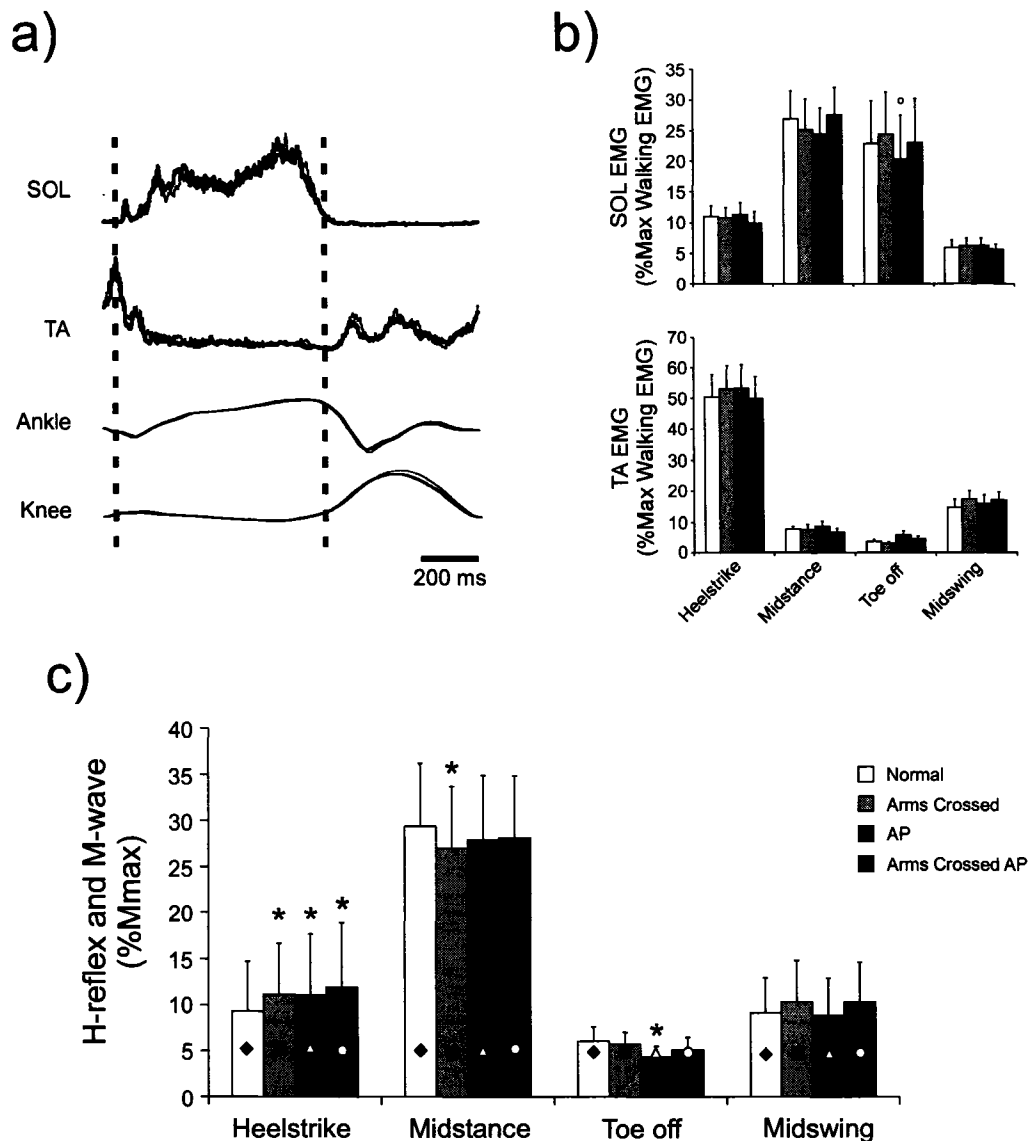 a)
SOL
TA
Ankle
Knee
200 ms
b)
SOL EMG
(%Max Walking EMG)
35
30
25
20
15
10
5
0
TA EMG
(%Max Walking EMG)
70
60
50
40
30
20
10
0
Heelstrike
Midstance
Toe off
Midswing
c)
H-reflex and M-wave
(%Mmax)
40
35
30
25
20
15
10
5
0
* * *
*
*
Heelstrike
Midstance
Toe off
Midswing
Normal
Arms Crossed
AP
Arms Crossed AP